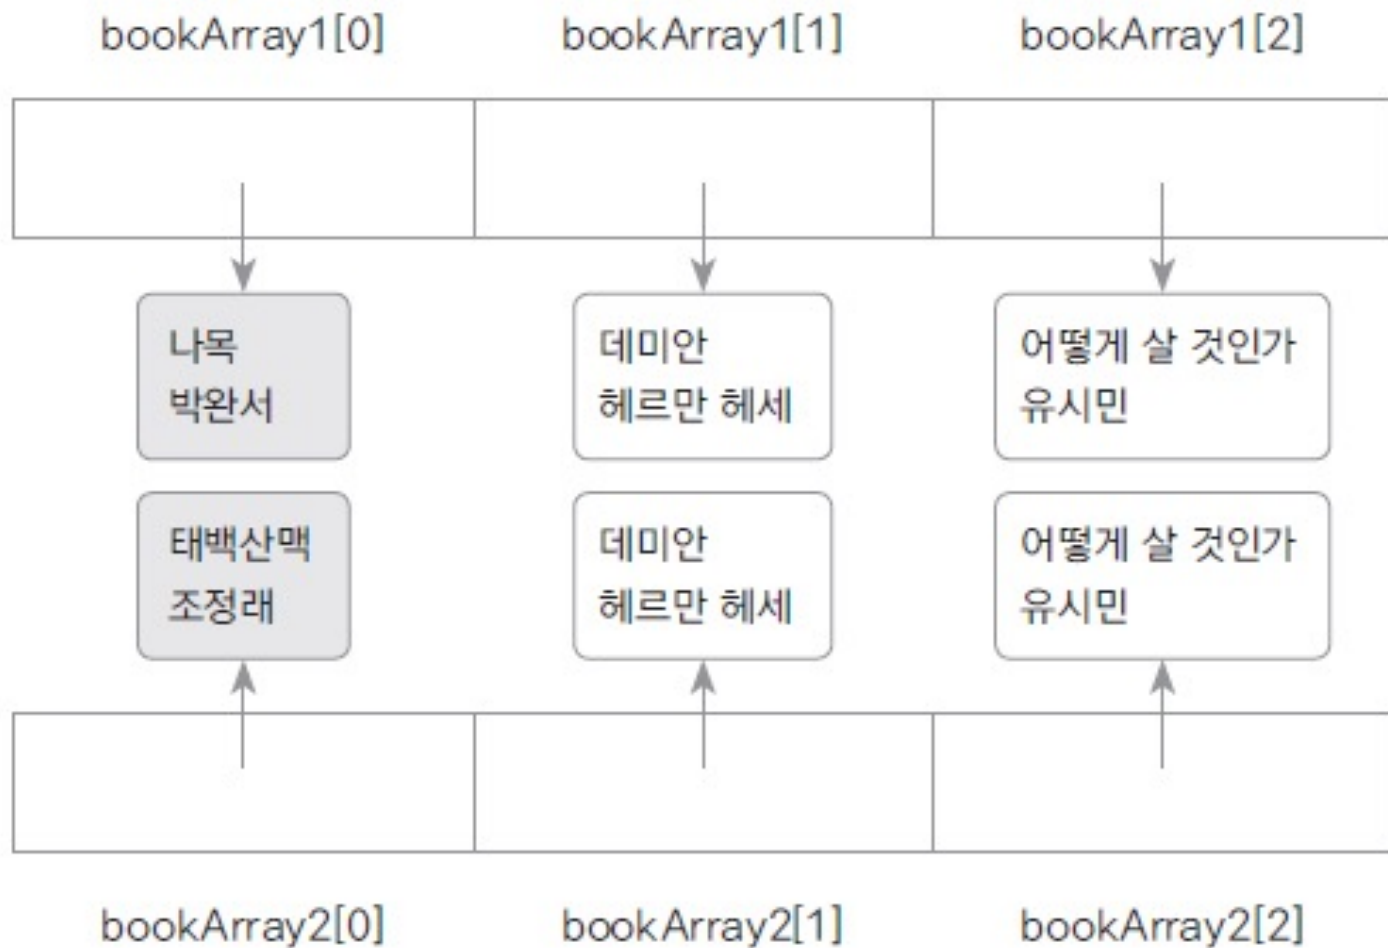 bookArray1[0] bookArray1[1] bookArray1[2]
나목
박완서
데미안
헤르만 헤세
어떻게 살 것인가
유시민
태백산맥
조정래
데미안
헤르만 헤세
어떻게 살 것인가
유시민
bookArray2[0] bookArray2[1] bookArray2[2]